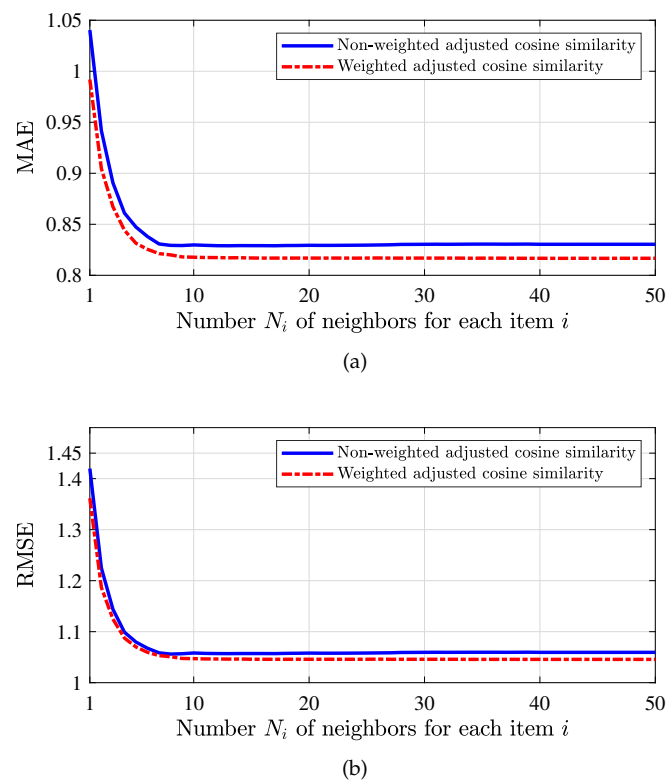 1.05
Non-weighted adjusted cosine similarity
Weighted adjusted cosine similarity
1
0.95
MAE
0.9
0.85
0.8
1 10 20 30 40 50
Number N_i of neighbors for each item i
(a)
1.45
Non-weighted adjusted cosine similarity
Weighted adjusted cosine similarity
1.4
1.3
RMSE
1.2
1.1
1
1 10 20 30 40 50
Number N_i of neighbors for each item i
(b)